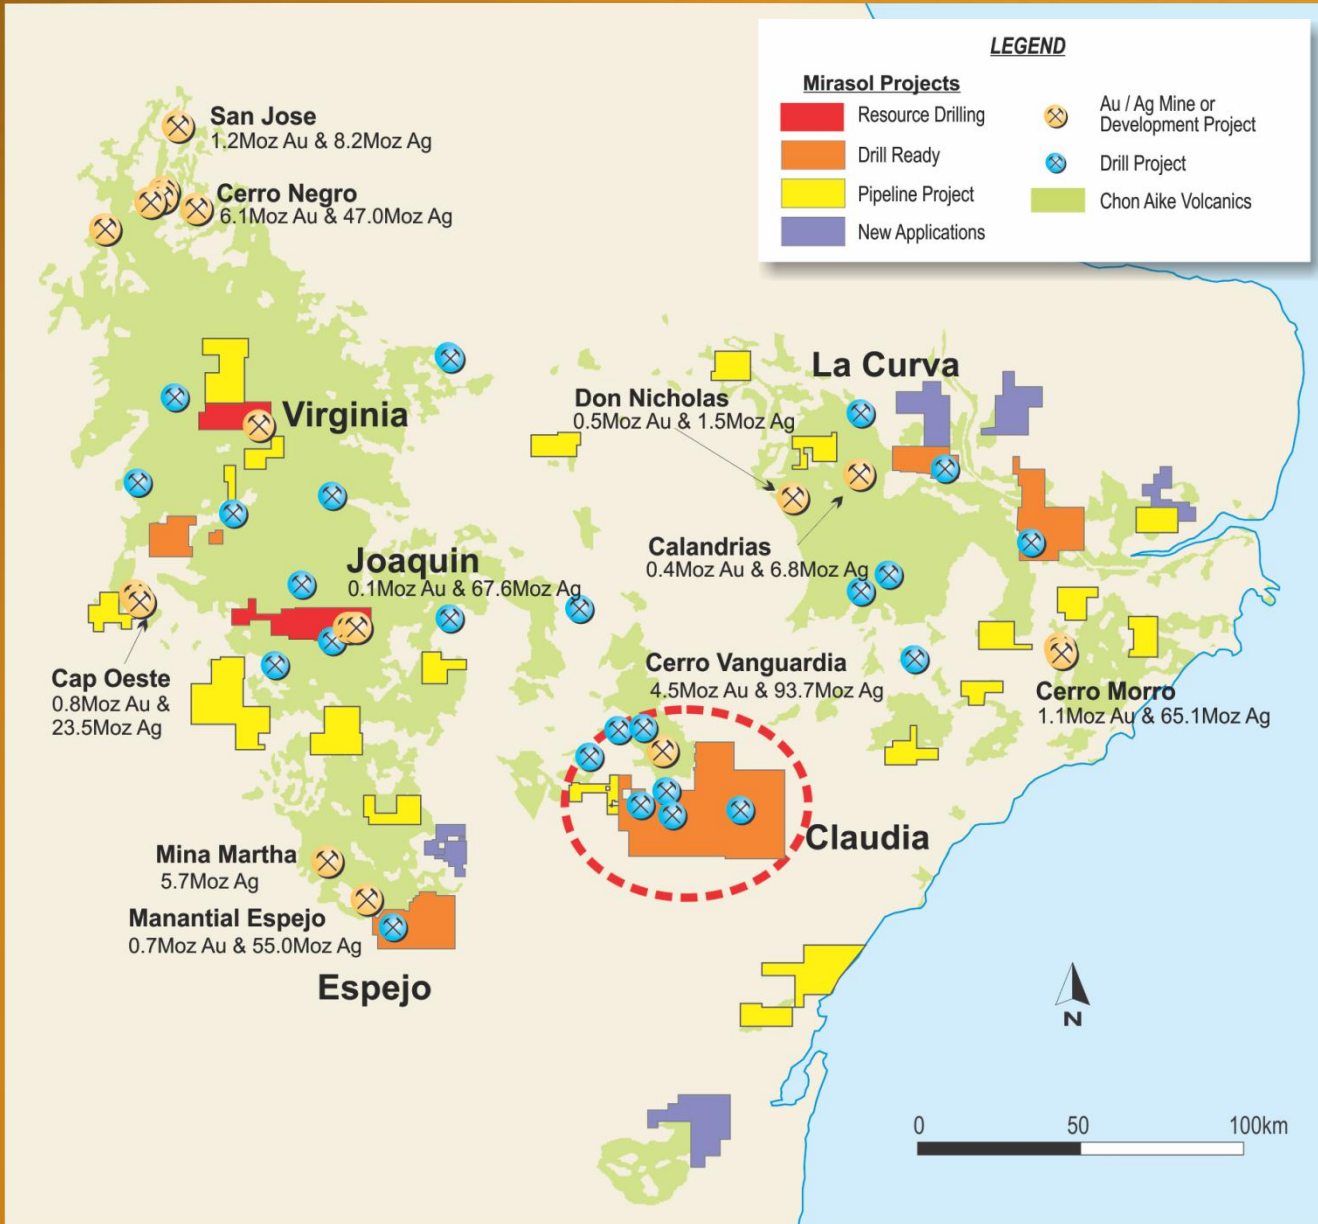 LEGEND
Mirasol Projects
Resource Drilling
Drill Ready
Pipeline Project
New Applications
Au / Ag Mine or
Development Project
Drill Project
Chon Aike Volcanics
San Jose
1.2Moz Au & 8.2Moz Ag
Cerro Negro
6.1Moz Au & 47.0Moz Ag
Virginia
La Curva
Don Nicholas
0.5Moz Au & 1.5Moz Ag
Calandrias
0.4Moz Au & 6.8Moz Ag
Joaquin
0.1Moz Au & 67.6Moz Ag
Cap Oeste
0.8Moz Au &
23.5Moz Ag
Cerro Vanguardia
4.5Moz Au & 93.7Moz Ag
Cerro Morro
1.1Moz Au & 65.1Moz Ag
Claudia
Mina Martha
5.7Moz Ag
Manantial Espejo
0.7Moz Au & 55.0Moz Ag
Espejo
N
0 50 100km